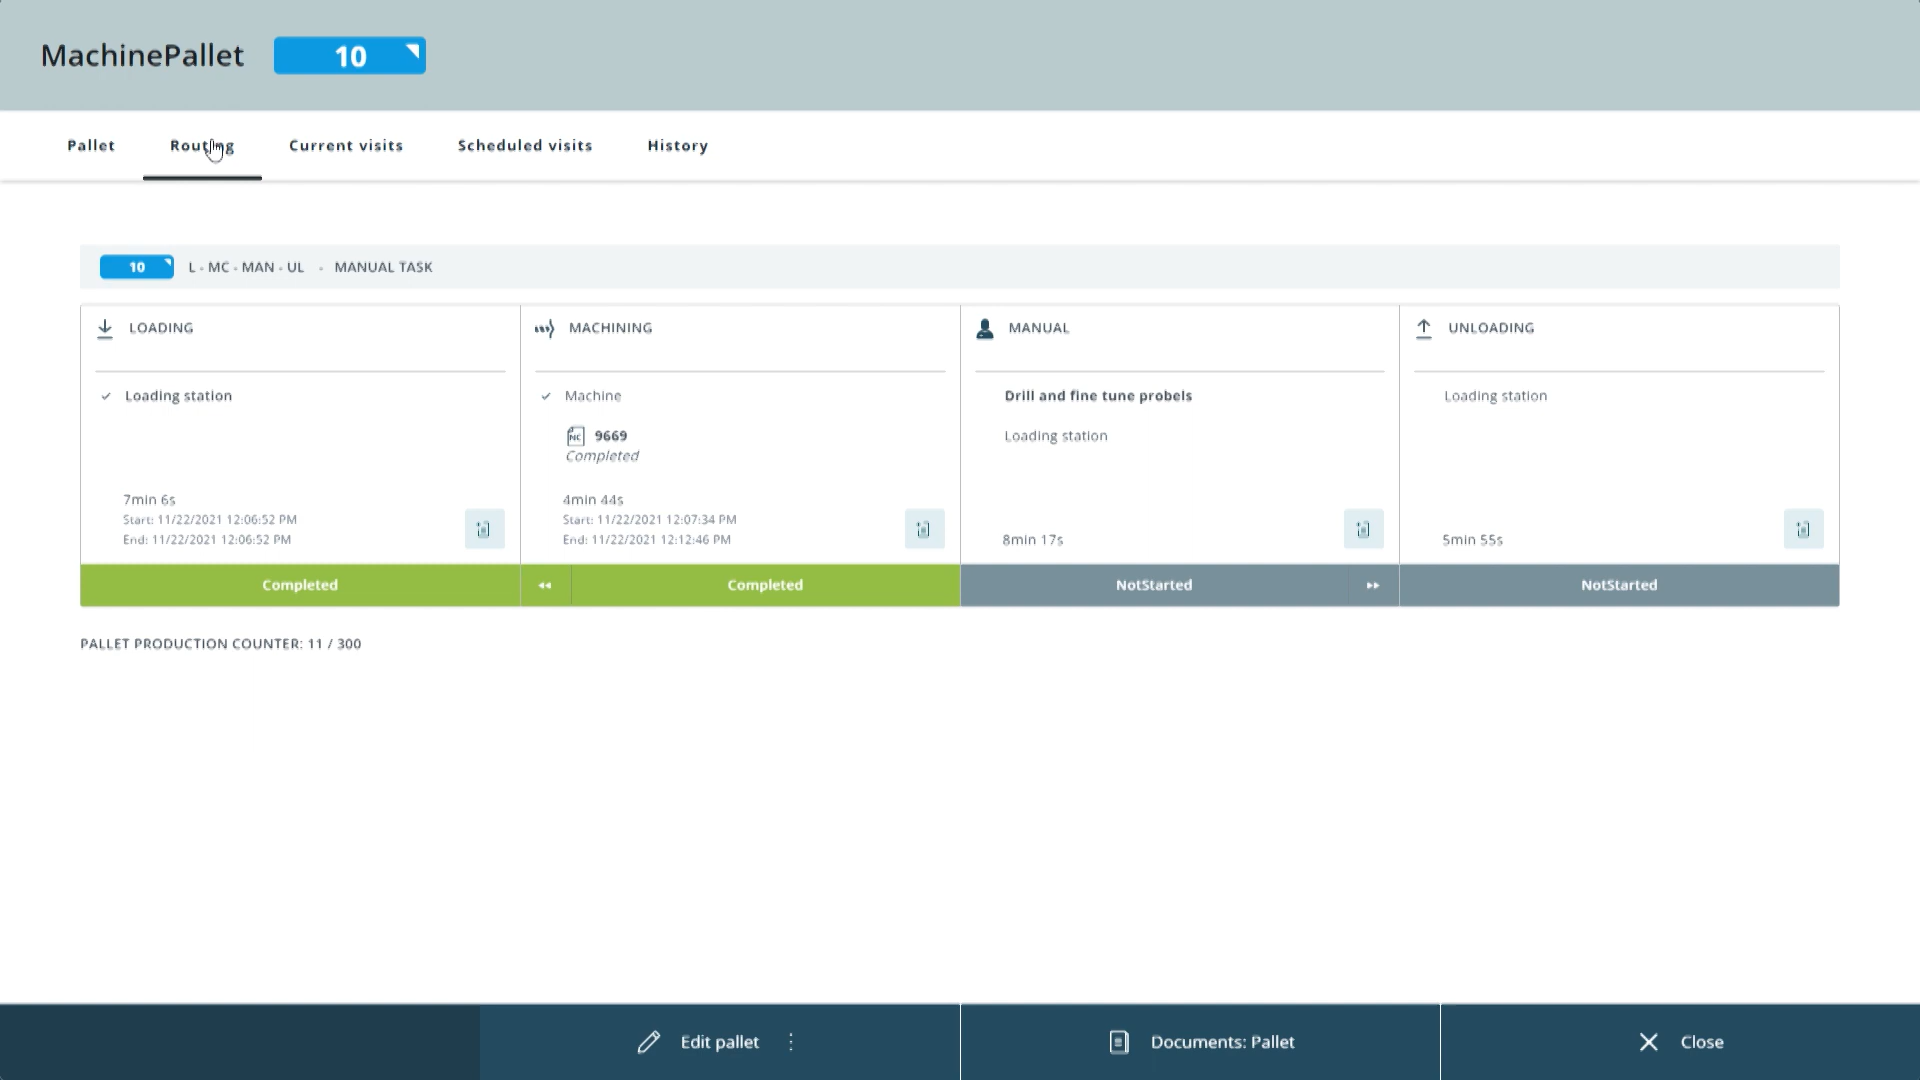 MachinePallet 10
Pallet Routing Current visits Scheduled visits History
10 L - MC - MAN - UL - MANUAL TASK
LOADING
Loading station
7min 6s
Start: 11/22/2021 12:06:52 PM
End: 11/22/2021 12:06:52 PM
Completed
MACHINING
Machine
NC 9669
Completed
4min 44s
Start: 11/22/2021 12:07:34 PM
End: 11/22/2021 12:12:46 PM
Completed
MANUAL
Drill and fine tune probels
Loading station
8min 17s
NotStarted
UNLOADING
Loading station
5min 55s
NotStarted
PALLET PRODUCTION COUNTER: 11 / 300
Edit pallet
Documents: Pallet
Close